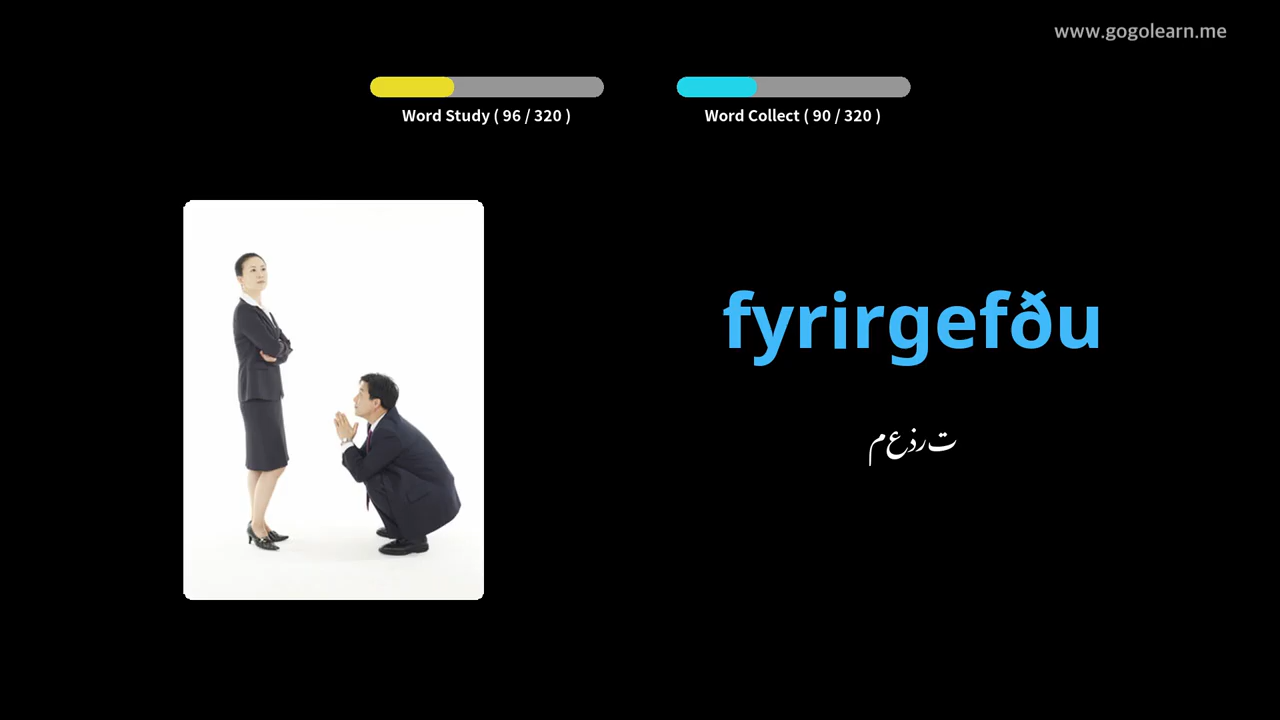 www.gogolearn.me
Word Study ( 96 / 320 )
Word Collect ( 90 / 320 )
fyrirgefðu
معذرت